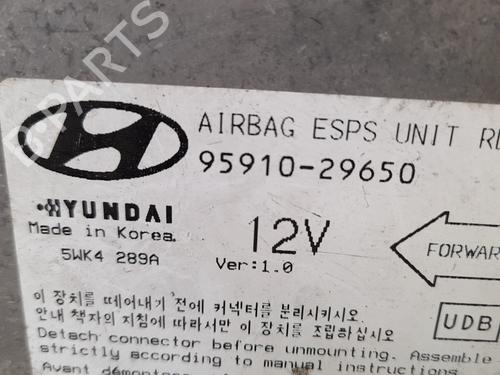 AIRBAG ESPS UNIT
95910-29650
HYUNDAI
Made in Korea.
5WK4 289A
12V
Ver:1.0
FORWAR
UDB
이 장치를 떼어내기 전에 커넥터를 분리시키시오.
안내 책자의 지침에 따라서만 이 장치를 조립하십시오
Detach connector before unmounting. Assemble
strictly according to manual instructions.
Avant
B-PARTS